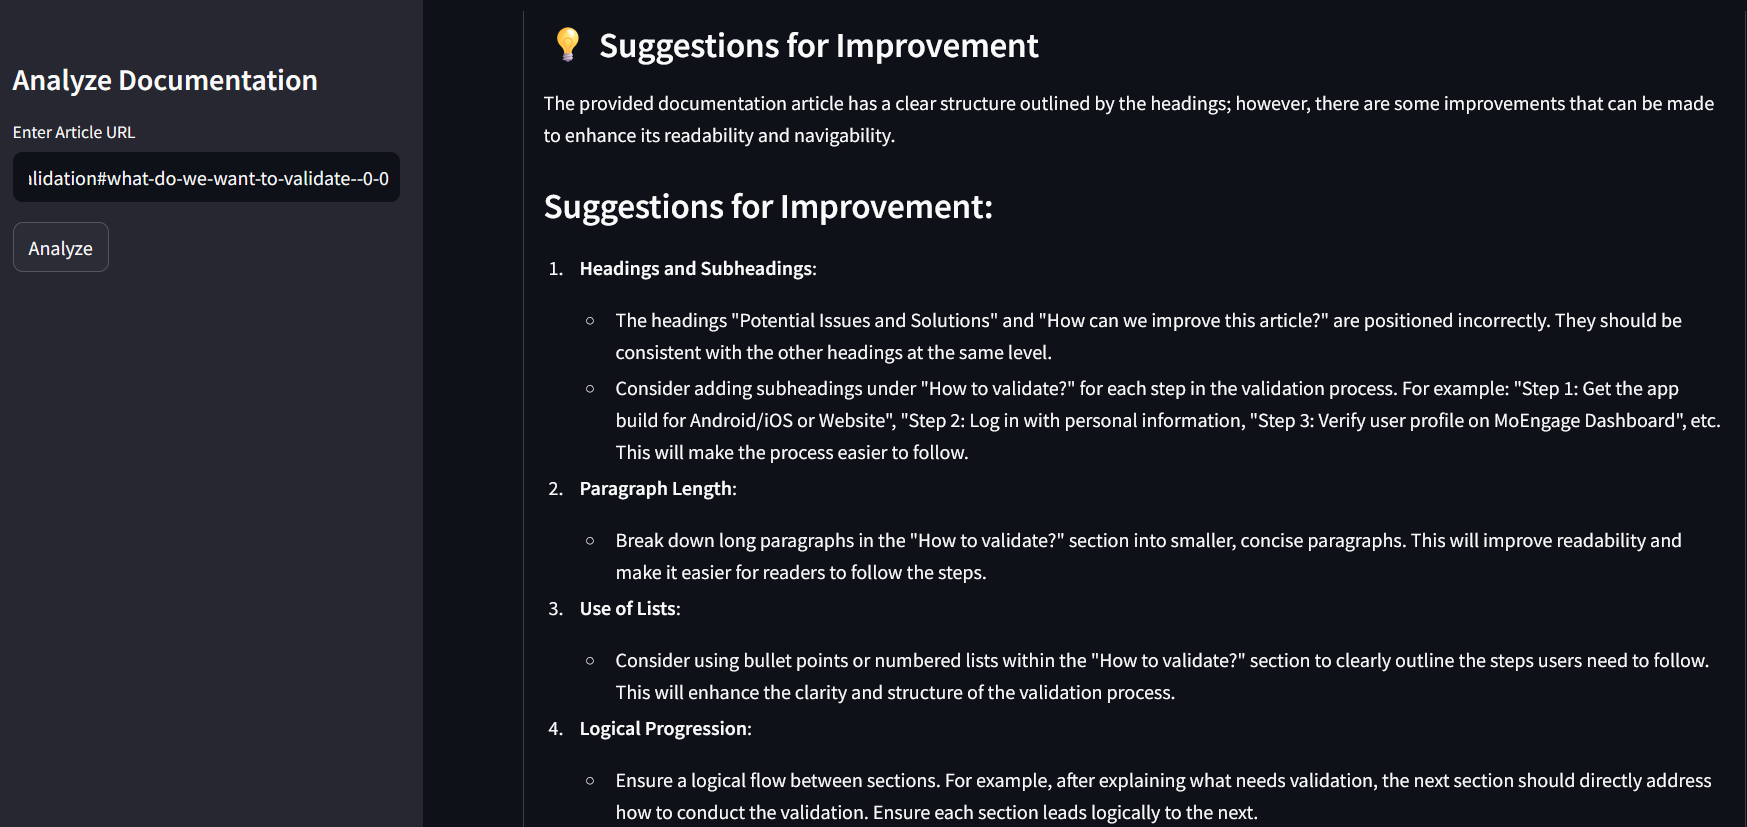 Analyze Documentation
Enter Article URL
alidation#what-do-we-want-to-validate--0-0
Analyze
💡 Suggestions for Improvement
The provided documentation article has a clear structure outlined by the headings; however, there are some improvements that can be made
to enhance its readability and navigability.
Suggestions for Improvement:
1. Headings and Subheadings:
○ The headings "Potential Issues and Solutions" and "How can we improve this article?" are positioned incorrectly. They should be
consistent with the other headings at the same level.
○ Consider adding subheadings under "How to validate?" for each step in the validation process. For example: "Step 1: Get the app
build for Android/iOS or Website", "Step 2: Log in with personal information, "Step 3: Verify user profile on MoEngage Dashboard", etc.
This will make the process easier to follow.
2. Paragraph Length:
○ Break down long paragraphs in the "How to validate?" section into smaller, concise paragraphs. This will improve readability and
make it easier for readers to follow the steps.
3. Use of Lists:
○ Consider using bullet points or numbered lists within the "How to validate?" section to clearly outline the steps users need to follow.
This will enhance the clarity and structure of the validation process.
4. Logical Progression:
○ Ensure a logical flow between sections. For example, after explaining what needs validation, the next section should directly address
how to conduct the validation. Ensure each section leads logically to the next.